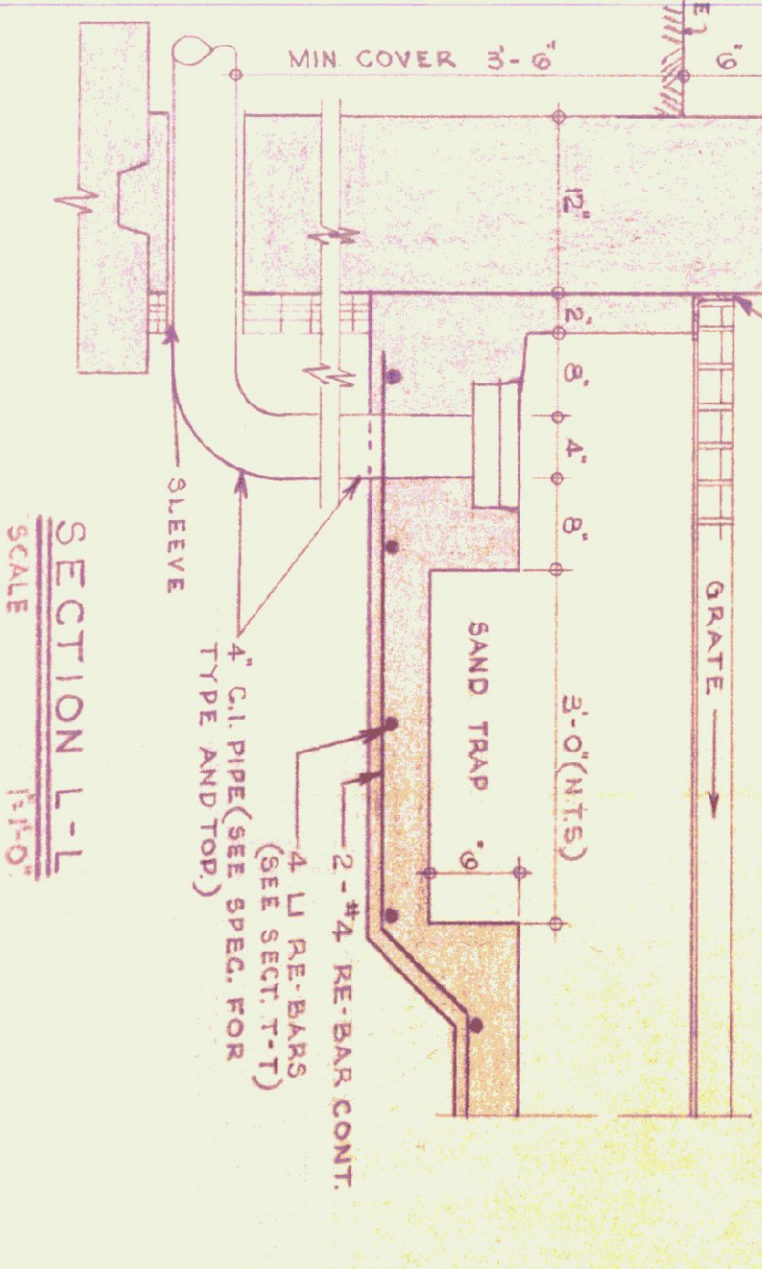 MIN. COVER 3'-6"
6"
12"
2"
8"
4"
8"
3'-0" (N.T.S)
6"
GRATE
SAND TRAP
SLEEVE
4" C.I. PIPE (SEE SPEC. FOR
TYPE AND TOP.)
4 LI RE-BARS
(SEE SECT. T-T)
2-#4 RE-BAR CONT.
SECTION L-L
SCALE 1"=1'-0"